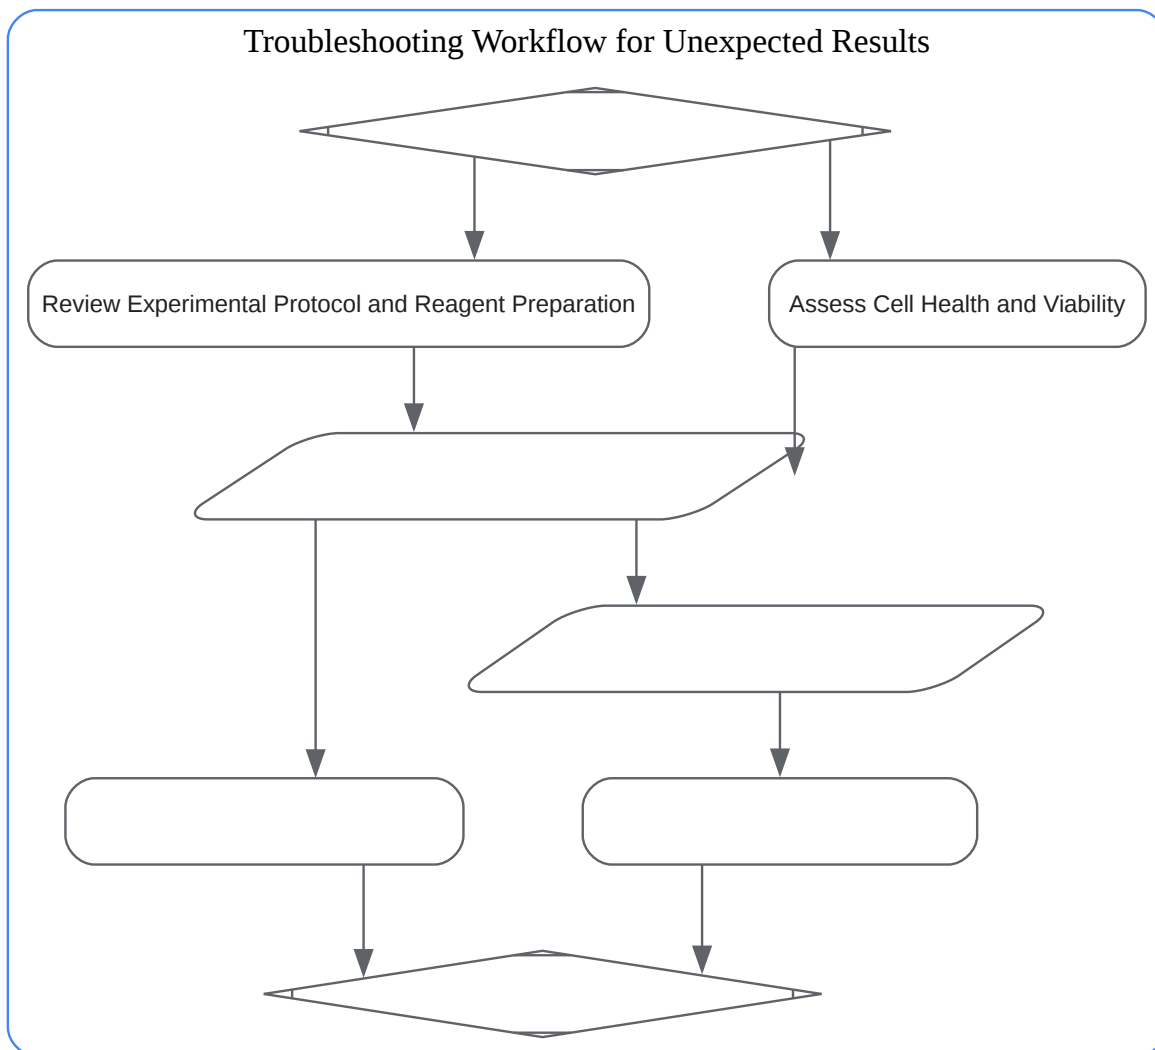 Troubleshooting Workflow for Unexpected Results
Review Experimental Protocol and Reagent Preparation
Assess Cell Health and Viability